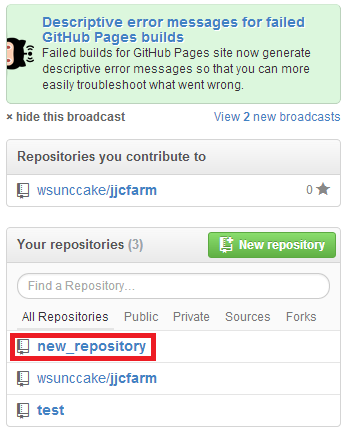 Descriptive error messages for failed
GitHub Pages builds
Failed builds for GitHub Pages site now generate
descriptive error messages so that you can more
easily troubleshoot what went wrong.
× hide this broadcast View 2 new broadcasts
Repositories you contribute to
wsunccake/jjcfarm 0
Your repositories (3) New repository
Find a Repository...
All Repositories Public Private Sources Forks
new_repository
wsunccake/jjcfarm
test